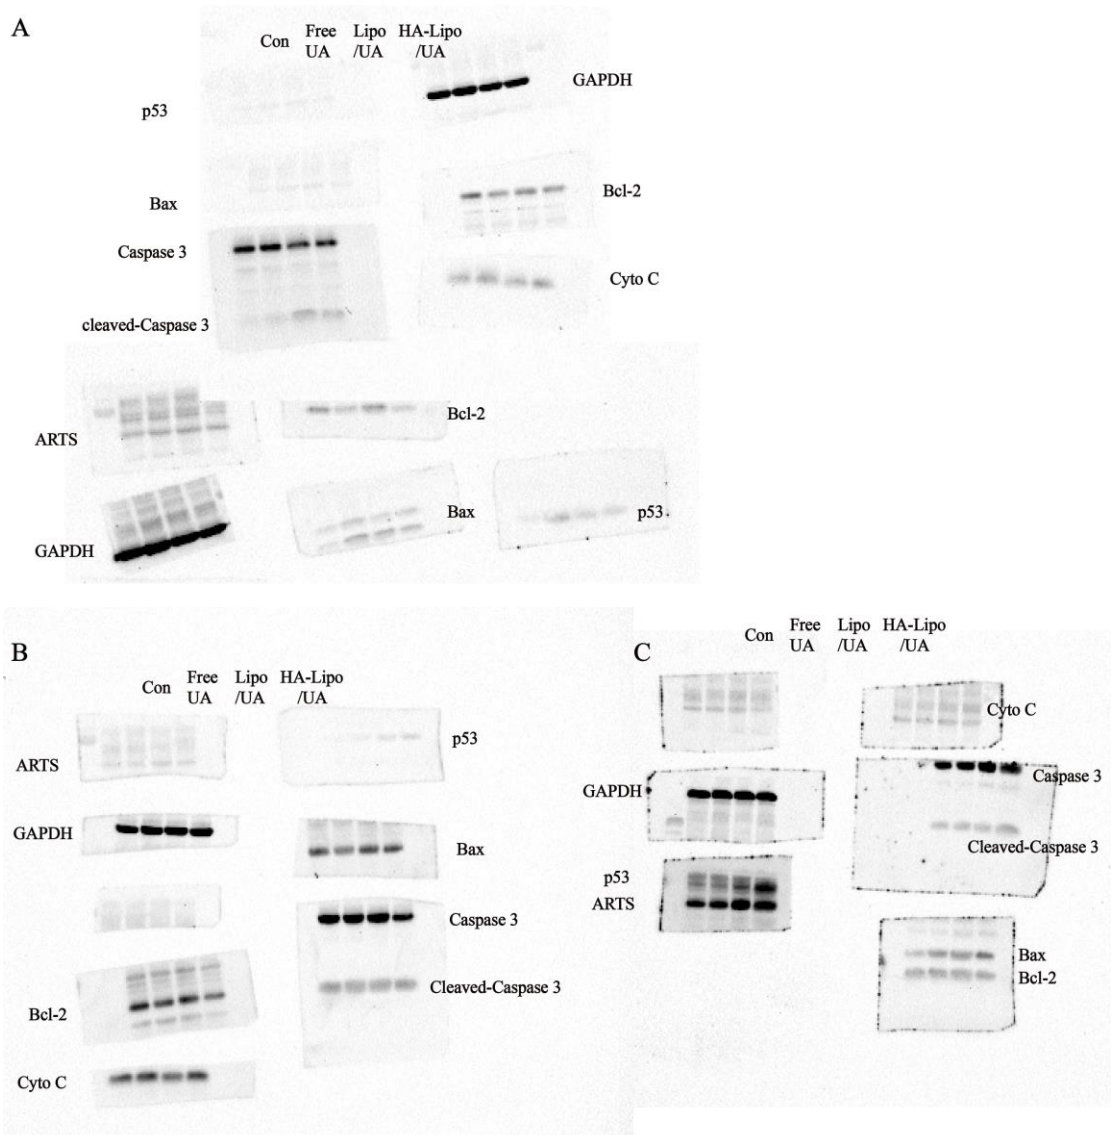 A
Con
Free
UA
Lipo
/UA
HA-Lipo
/UA
GAPDH
p53
Bax
Bcl-2
Caspase 3
Cyto C
cleaved-Caspase 3
ARTS
Bcl-2
GAPDH
Bax
p53
B
Con
Free
UA
Lipo
/UA
HA-Lipo
/UA
ARTS
p53
GAPDH
Bax
Caspase 3
Bcl-2
Cleaved-Caspase 3
Cyto C
C
Con
Free
UA
Lipo
/UA
HA-Lipo
/UA
Cyto C
Caspase 3
GAPDH
Cleaved-Caspase 3
p53
ARTS
Bax
Bcl-2